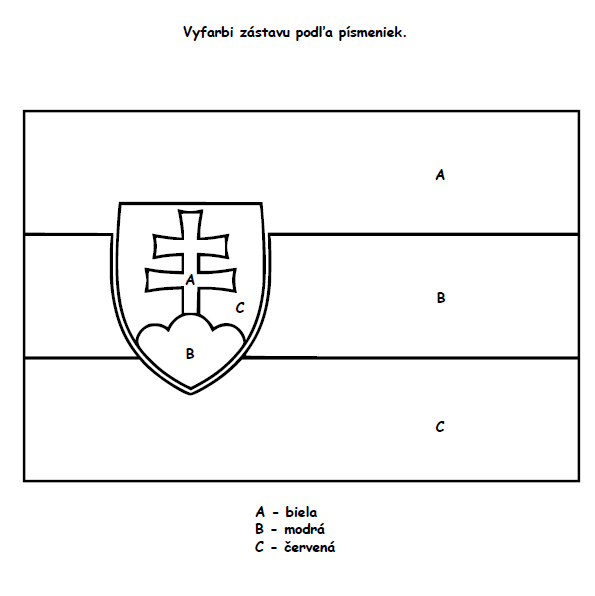 Vyfarbi zástavu podľa písmeniek.
A
A
B
C
B
C
A - biela
B - modrá
C - červená